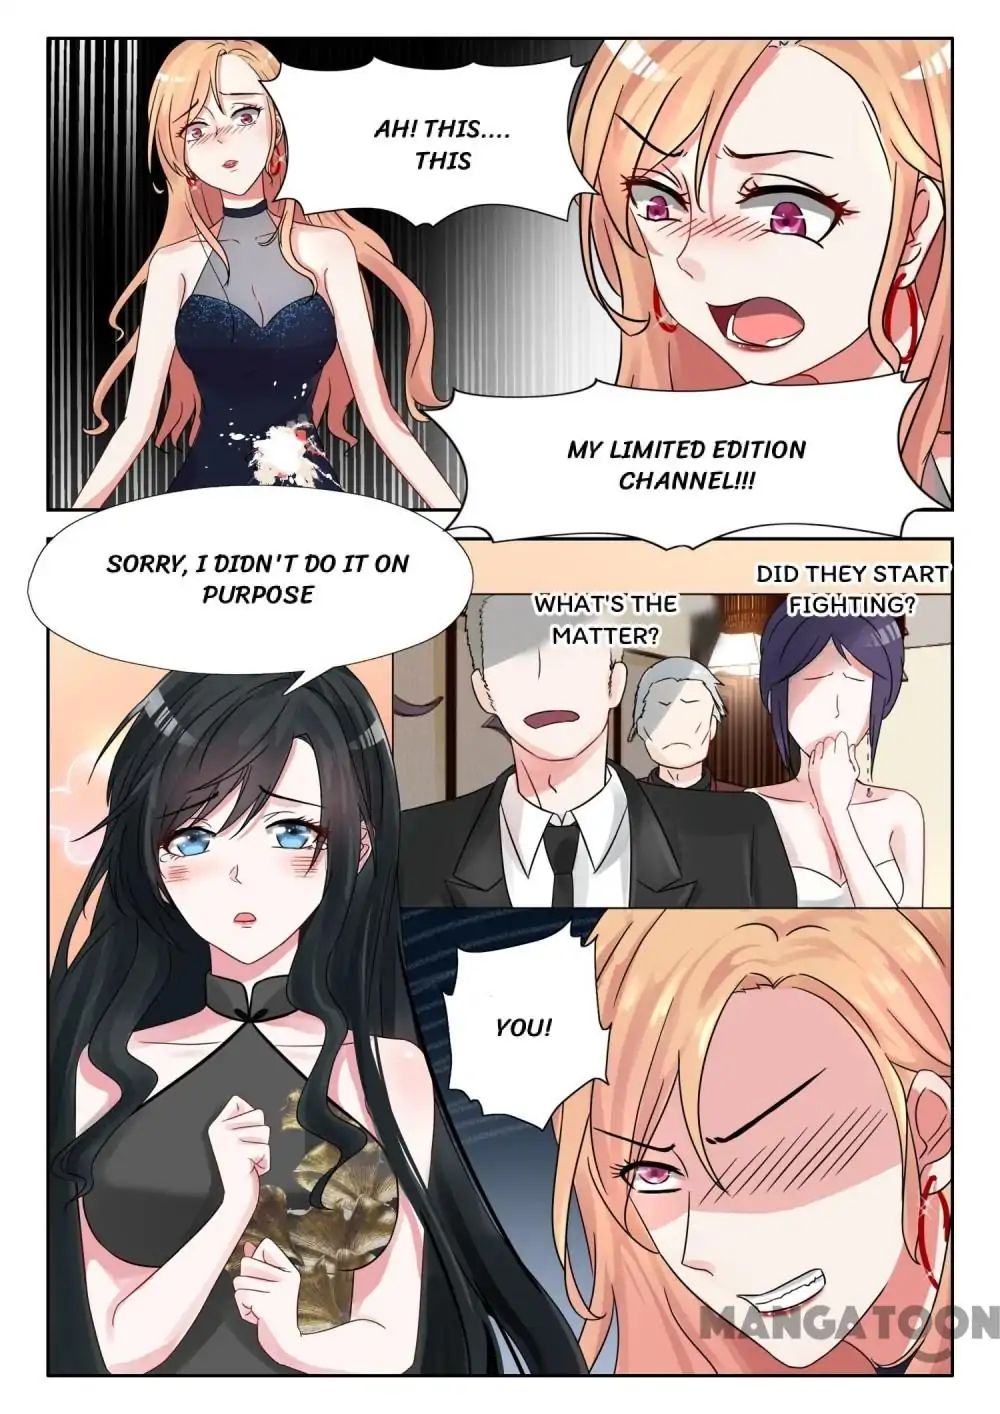 AH! THIS....
THIS
MY LIMITED EDITION
CHANNEL!!!
SORRY, I DIDN'T DO IT ON
PURPOSE
WHAT'S THE
MATTER?
DID THEY START
FIGHTING?
YOU!
MANGATOON